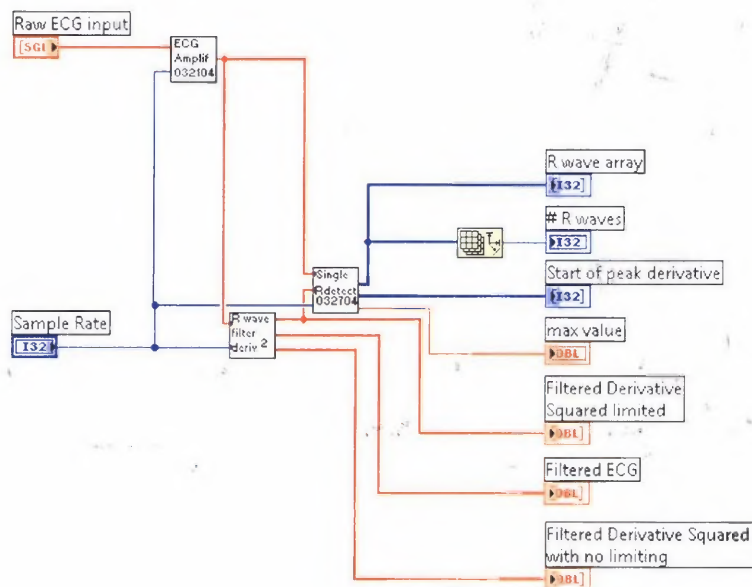 Raw ECG input
[SGL]
ECG
Amplif
032104
R wave array
[I32]
# R waves
I32
Single
Rdetect
032704
Start of peak derivative
[I32]
Sample Rate
I32
R wave
filter
deriv 2
max value
DBL
Filtered Derivative
Squared limited
[DBL]
Filtered ECG
[DBL]
Filtered Derivative Squared
with no limiting
[DBL]